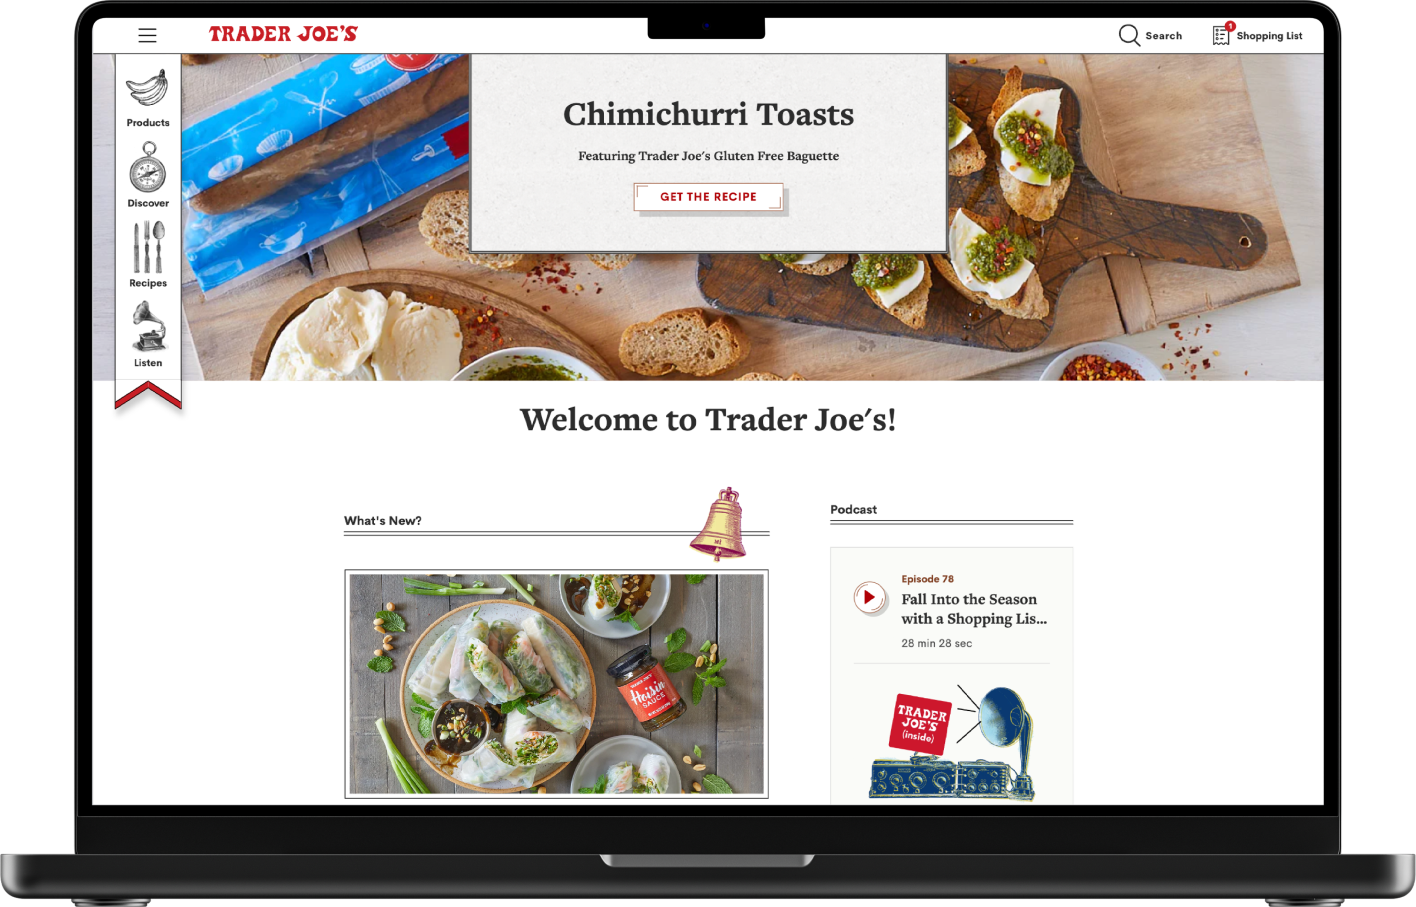 TRADER JOE'S
Search
1
Shopping List
Products
Discover
Recipes
Listen
Chimichurri Toasts
Featuring Trader Joe's Gluten Free Baguette
GET THE RECIPE
Welcome to Trader Joe's!
What's New?
Hoisin
SAUCE
Podcast
Episode 78
Fall Into the Season
with a Shopping Lis...
28 min 28 sec
TRADER
JOE'S
(inside)